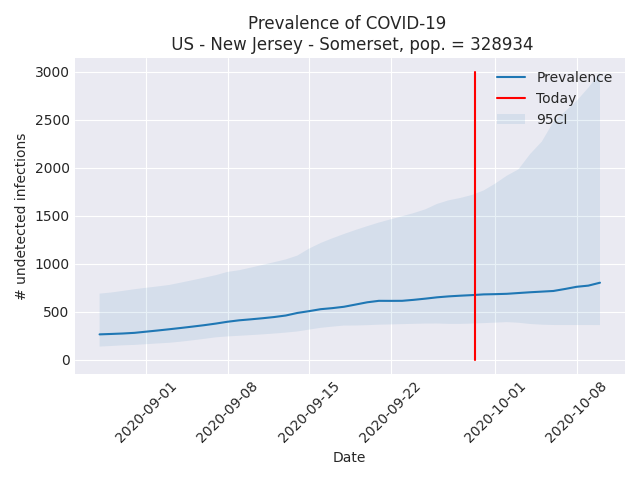 Prevalence of COVID-19
US - New Jersey - Somerset, pop. = 328934
3000
2500
2000
1500
1000
500
0
# undetected infections
Prevalence
Today
95CI
2020-09-01
2020-09-08
2020-09-15
2020-09-22
2020-10-01
2020-10-08
Date